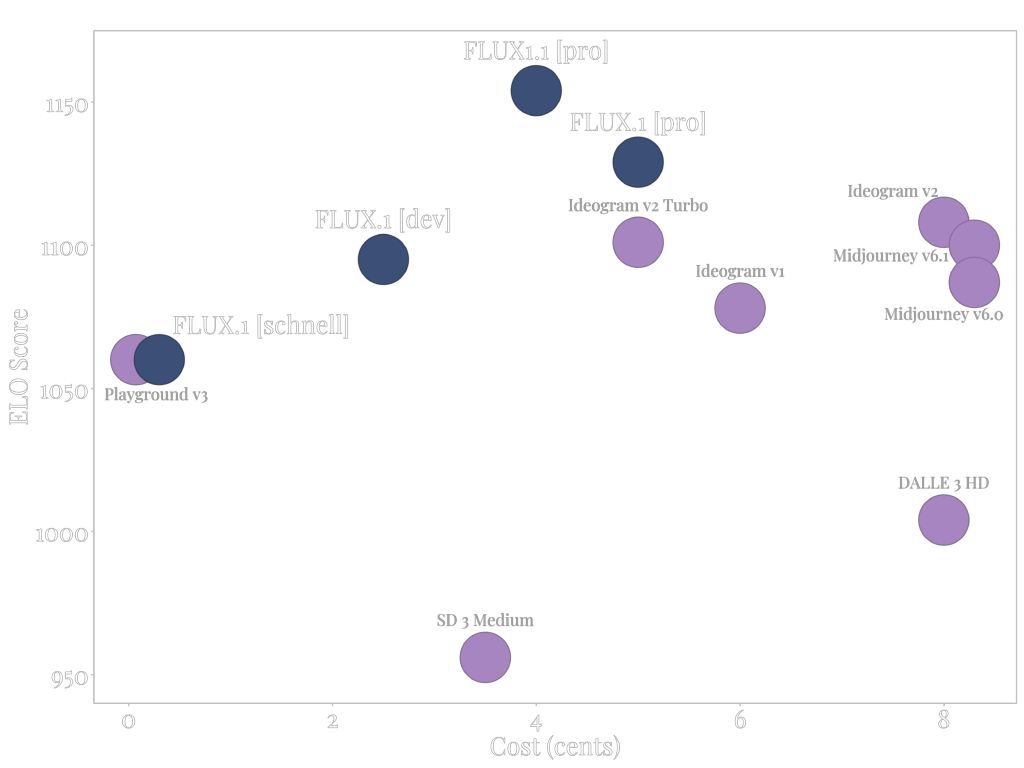 FLUX1.1 [pro]
1150
FLUX.1 [pro]
Ideogram v2
Ideogram v2 Turbo
FLUX.1 [dev]
1100
Midjourney v6.1
Ideogram v1
Midjourney v6.0
FLUX.1 [schnell]
ELO Score
1050
Playground v3
DALLE 3 HD
1000
SD 3 Medium
950
0 2 4 6 8
Cost (cents)